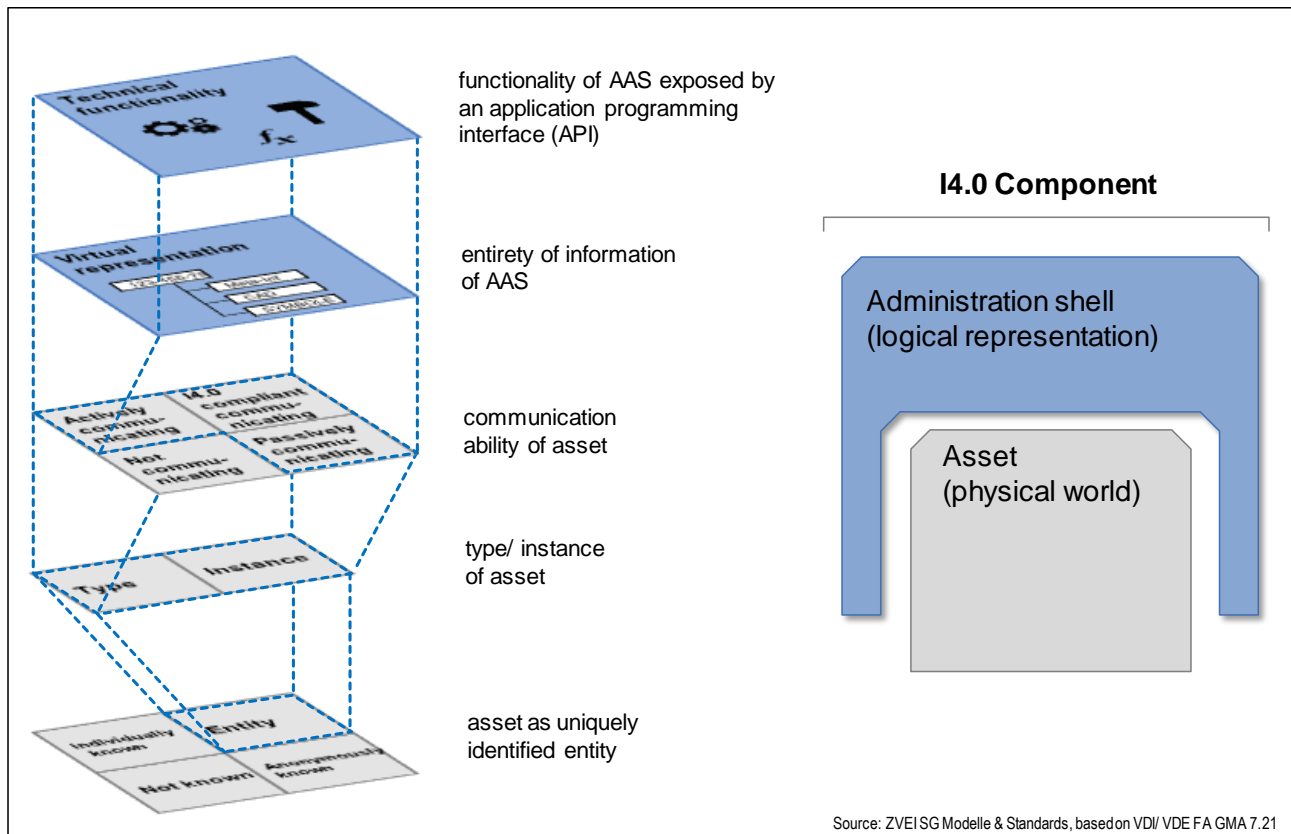 Technical
functionality
fx
functionality of AAS exposed by
an application programming
interface (API)
Virtual
representation
CAD
SYMBOLE
entirety of information
of AAS
Actively
commu-
nicating
I4.0
compliant
commu-
nicating
Not
commu-
nicating
Passively
commu-
nicating
communication
ability of asset
Type
Instance
type/ instance
of asset
Individually
known
Entity
Not known
Anonymously
known
asset as uniquely
identified entity
I4.0 Component
Administration shell
(logical representation)
Asset
(physical world)
Source: ZVEI SG Modelle & Standards, based on VDI/ VDE FA GMA 7.21